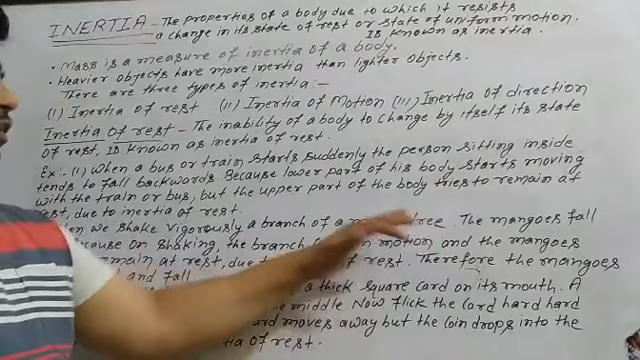 INERTIA - The properties of a body due to which it resists
a change in its state of rest or state of uniform motion.
Is known as inertia.
• Mass is a measure of inertia of a body.
• Heavier objects have more inertia than lighter objects.
There are three types of inertia:-
(I) Inertia of rest (II) Inertia of Motion (III) Inertia of direction
Inertia of rest - The inability of a body to change by itself its state
of rest. Is known as inertia of rest.
Ex:- (1) When a bus or train starts suddenly the person sitting inside
tends to fall backwards. Because lower part of his body starts moving
with the train or bus, but the upper part of the body tries to remain at
rest, due to inertia of rest.
we shake vigorously a branch of a tree. The mangoes fall
on shaking, the branch in motion and the mangoes
remain at rest, of rest. Therefore the mangoes
and fall
a thick square card on its mouth. A
middle Now flick the Card hard hard
moves away but the Coin drops into the
of rest.